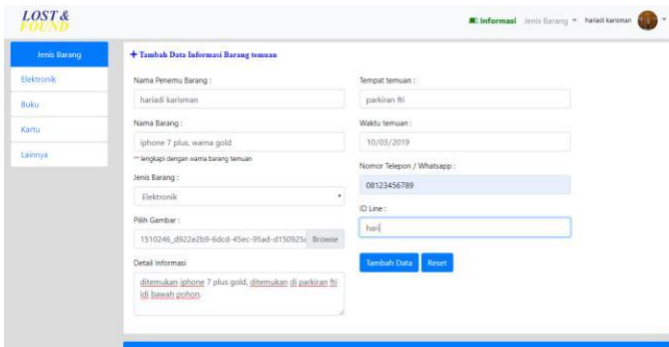 LOST &
FOUND
Informasi Jenis Barang hariadi karisman
Jenis Barang
Elektronik
Buku
Kartu
Lainnya
+ Tambah Data Informasi Barang temuan
Nama Penemu Barang :
hariadi karisman
Nama Barang :
iphone 7 plus, warna gold
** lengkapi dengan warna barang temuan
Jenis Barang :
Elektronik
Pilih Gambar :
1510246_d922e2b9-6dcd-45ec-95ad-d150925c Browse
Detail Informasi
ditemukan iphone 7 plus gold, ditemukan di parkiran fti
idi bawah pohon.
Tempat temuan :
parkiran fti
Waktu temuan :
10/03/2019
Nomor Telepon / Whatsapp :
08123456789
ID Line :
hari
Tambah Data Reset